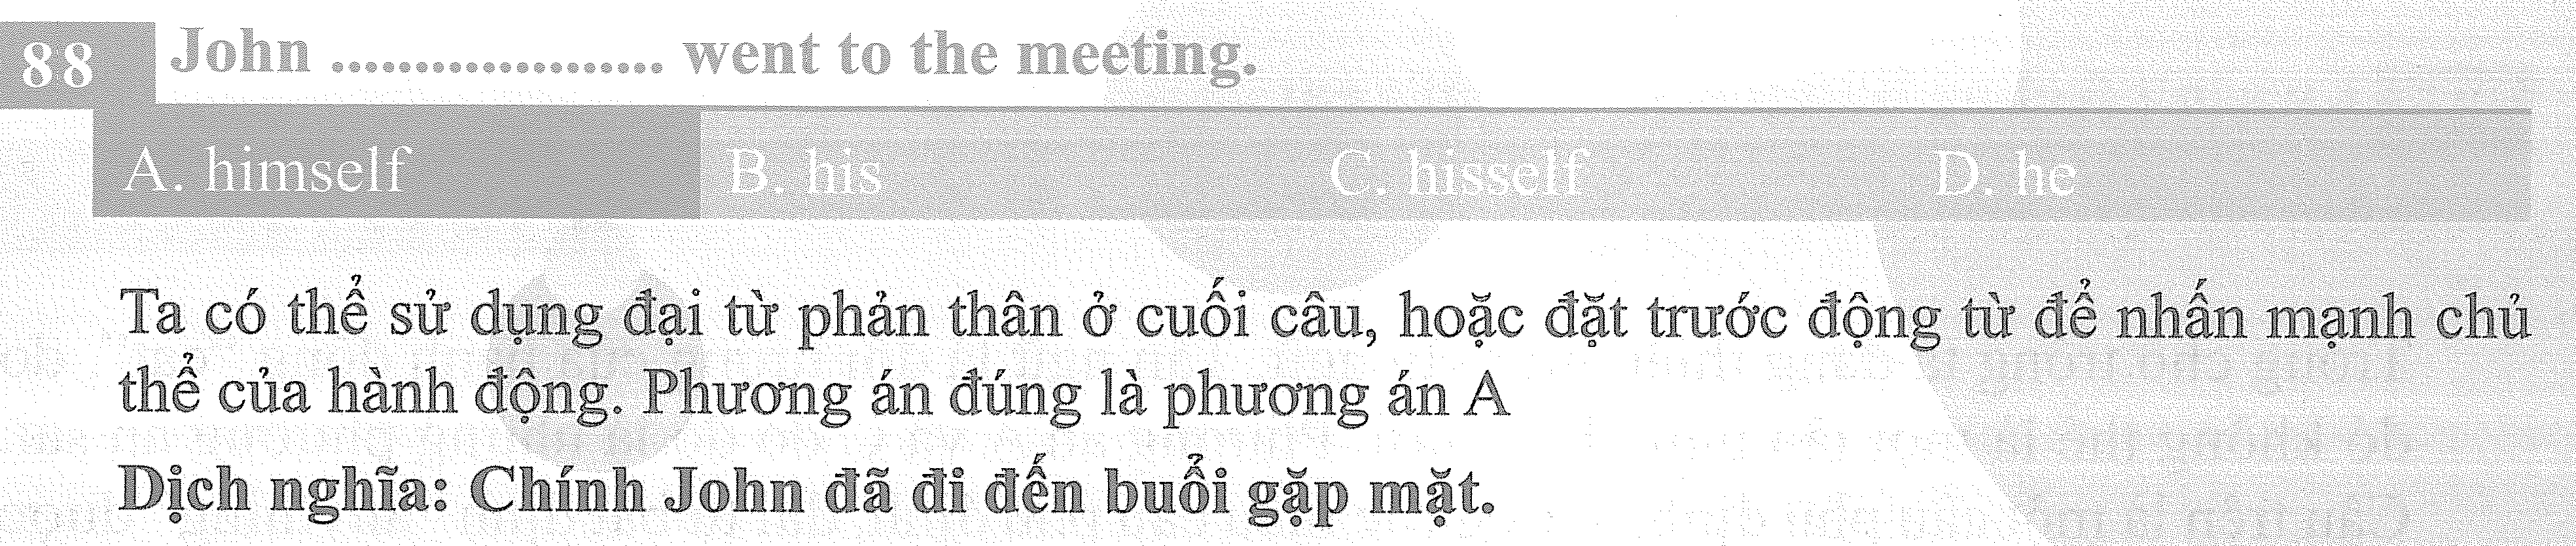 88 John .................... went to the meeting.
A. himself B. his C. hisself D. he
Ta có thể sử dụng đại từ phản thân ở cuối câu, hoặc đặt trước động từ để nhấn mạnh chủ
thể của hành động. Phương án đúng là phương án A
Dịch nghĩa: Chính John đã đi đến buổi gặp mặt.